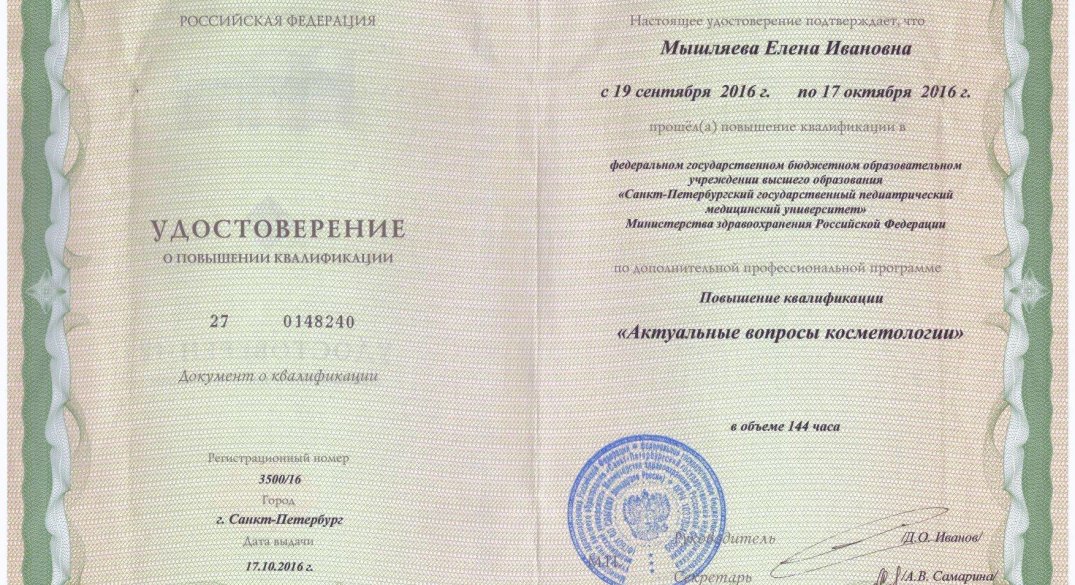 РОССИЙСКАЯ ФЕДЕРАЦИЯ
УДОСТОВЕРЕНИЕ
О ПОВЫШЕНИИ КВАЛИФИКАЦИИ
27 0148240
Документ о квалификации
Регистрационный номер
3500/16
Город
г. Санкт-Петербург
Дата выдачи
17.10.2016 г.
Настоящее удостоверение подтверждает, что
Мышляева Елена Ивановна
с 19 сентября 2016 г. по 17 октября 2016 г.
прошёл(а) повышение квалификации в
федеральном государственном бюджетном образовательном
учреждении высшего образования
«Санкт-Петербургский государственный педиатрический
медицинский университет»
Министерства здравоохранения Российской Федерации
по дополнительной профессиональной программе
Повышение квалификации
«Актуальные вопросы косметологии»
в объеме 144 часа
Руководитель /Д.О. Иванов/
М.П.
Секретарь /А.В. Самарина/